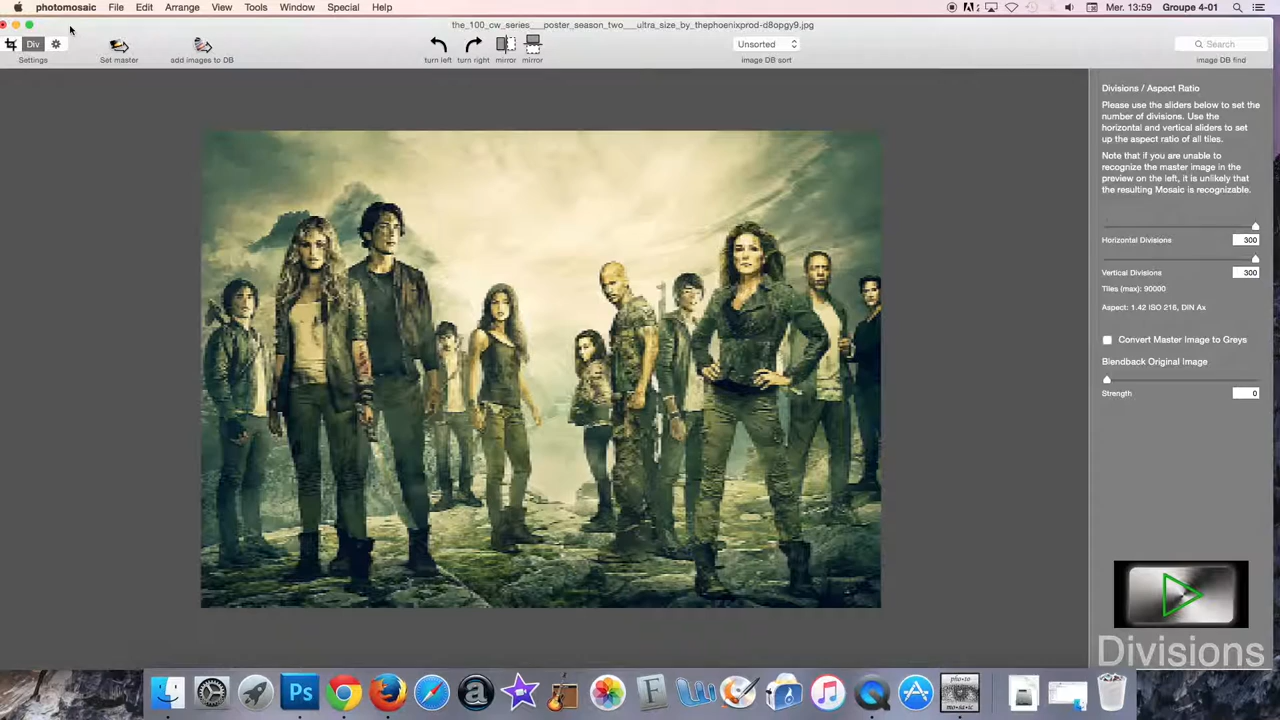 photomosaic File Edit Arrange View Tools Window Special Help Mer. 13:59 Groupe 4-01
the_100_cw_series___poster_season_two___ultra_size_by_thephoenixprod-d8opgy9.jpg
Div
Unsorted
Search
Settings
Set master
add images to DB
turn left
turn right
mirror
mirror
image DB sort
image DB find
Divisions / Aspect Ratio
Please use the sliders below to set the
number of divisions. Use the
horizontal and vertical sliders to set
up the aspect ratio of all tiles.
Note that if you are unable to
recognize the master image in the
preview on the left, it is unlikely that
the resulting Mosaic is recognizable.
Horizontal Divisions 300
Vertical Divisions 300
Tiles (max): 90000
Aspect: 1.42 ISO 216, DIN Ax
Convert Master Image to Greys
Blendback Original Image
Strength 0
Divisions
Ps
a
F
W
pho
to
mo
sa
ic